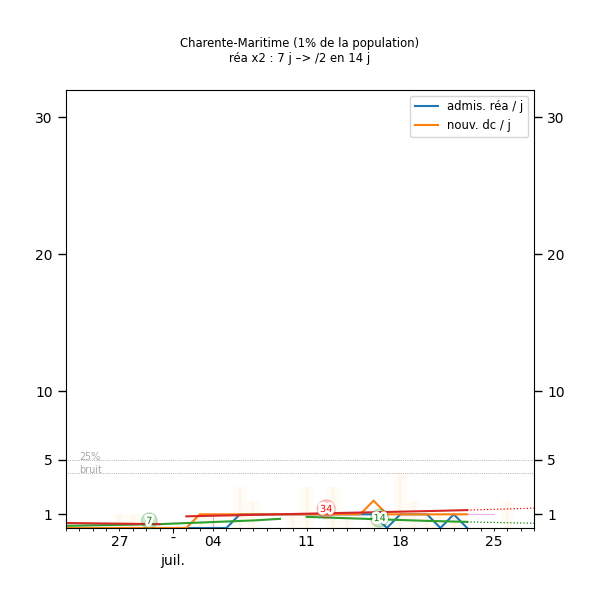 Charente-Maritime (1% de la population)
réa x2 : 7 j –> /2 en 14 j
admis. réa / j
nouv. dc / j
30 30
20 20
10 10
5 5
25%
bruit
1 1
7
34
14
27 - 04 11 18 25
juil.